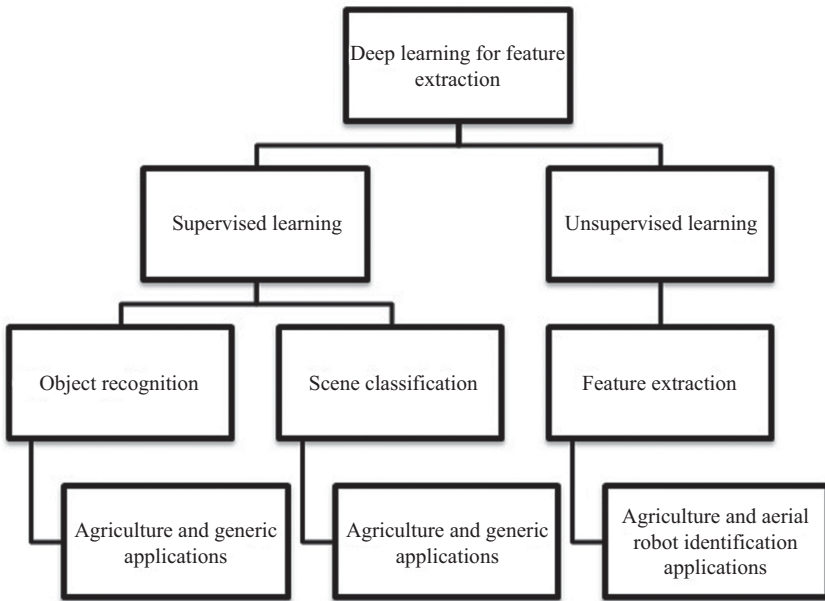 Deep learning for feature
extraction
Supervised learning
Unsupervised learning
Object recognition
Scene classification
Feature extraction
Agriculture and generic
applications
Agriculture and generic
applications
Agriculture and aerial
robot identification
applications